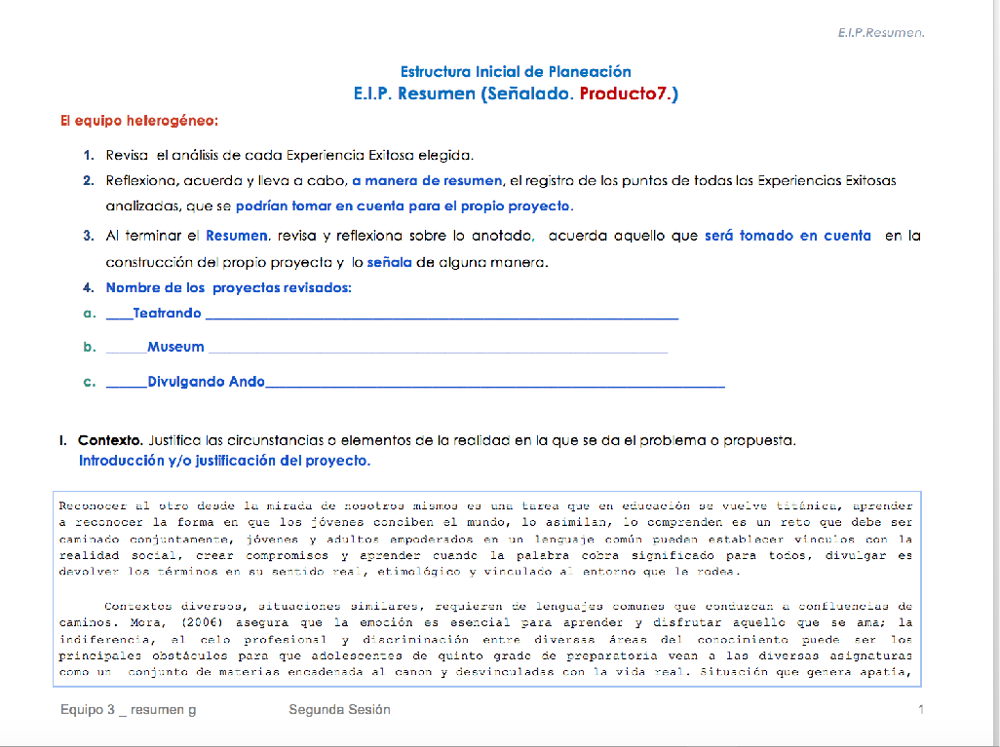 E.I.P.Resumen.
Estructura Inicial de Planeación
E.I.P. Resumen (Señalado. Producto7.)
El equipo heterogéneo:
1. Revisa el análisis de cada Experiencia Exitosa elegida.
2. Reflexiona, acuerda y lleva a cabo, a manera de resumen, el registro de los puntos de todas las Experiencias Exitosas
analizadas, que se podrían tomar en cuenta para el propio proyecto.
3. Al terminar el Resumen, revisa y reflexiona sobre lo anotado, acuerda aquello que será tomado en cuenta en la
construcción del propio proyecto y lo señala de alguna manera.
4. Nombre de los proyectos revisados:
a. ____Teatrando ____
b. ______Museum ____
c. ______Divulgando Ando____
I. Contexto. Justifica las circunstancias o elementos de la realidad en la que se da el problema o propuesta.
Introducción y/o justificación del proyecto.
Reconocer al otro desde la mirada de nosotros mismos es una tarea que en educación se vuelve titánica, aprender
a reconocer la forma en que los jóvenes conciben el mundo, lo asimilan, lo comprenden es un reto que debe ser
caminado conjuntamente, jóvenes y adultos empoderados en un lenguaje común pueden establecer vínculos con la
realidad social, crear compromisos y aprender cuando la palabra cobra significado para todos, divulgar es
devolver los términos en su sentido real, etimológico y vinculado al entorno que le rodea.
Contextos diversos, situaciones similares, requieren de lenguajes comunes que conduzcan a confluencias de
caminos. Mora, (2006) asegura que la emoción es esencial para aprender y disfrutar aquello que se ama; la
indiferencia, el celo profesional y discriminación entre diversas áreas del conocimiento puede ser los
principales obstáculos para que adolescentes de quinto grado de preparatoria vean a las diversas asignaturas
como un conjunto de materias encadenada al canon y desvinculadas con la vida real. Situación que genera apatía,
Equipo 3 _ resumen g Segunda Sesión 1